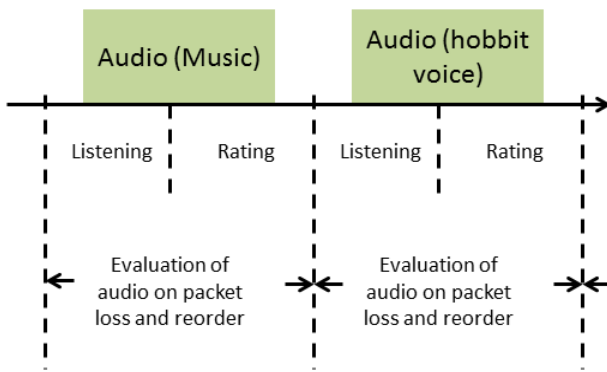 Audio (Music)
Audio (hobbit
voice)
Listening
Rating
Listening
Rating
Evaluation of
audio on packet
loss and reorder
Evaluation of
audio on packet
loss and reorder